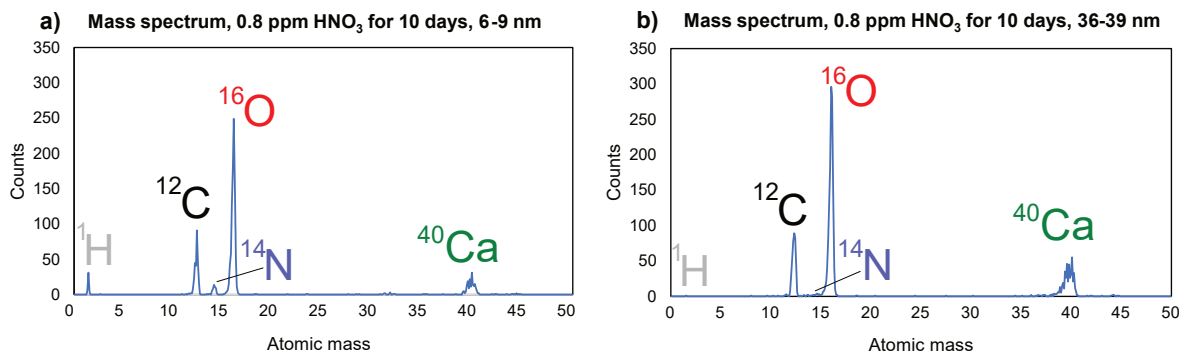 a) Mass spectrum, 0.8 ppm HNO₃ for 10 days, 6-9 nm
350
300
250
200
150
100
50
0
Counts
0 5 10 15 20 25 30 35 40 45 50
Atomic mass
¹H
¹²C
¹⁴N
¹⁶O
⁴⁰Ca
b) Mass spectrum, 0.8 ppm HNO₃ for 10 days, 36-39 nm
350
300
250
200
150
100
50
0
Counts
0 5 10 15 20 25 30 35 40 45 50
Atomic mass
¹H
¹²C
¹⁴N
¹⁶O
⁴⁰Ca